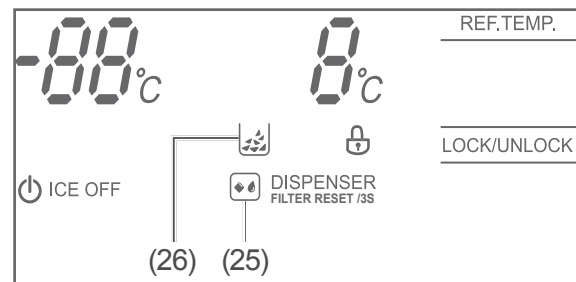 -88°C 8°C REF.TEMP.
LOCK/UNLOCK
ICE OFF DISPENSER
FILTER RESET /3S
(26) (25)